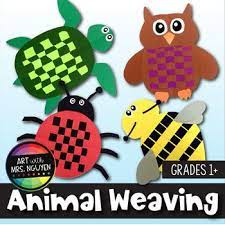 ART with
MRS. NGUYEN
GRADES 1+
Animal Weaving